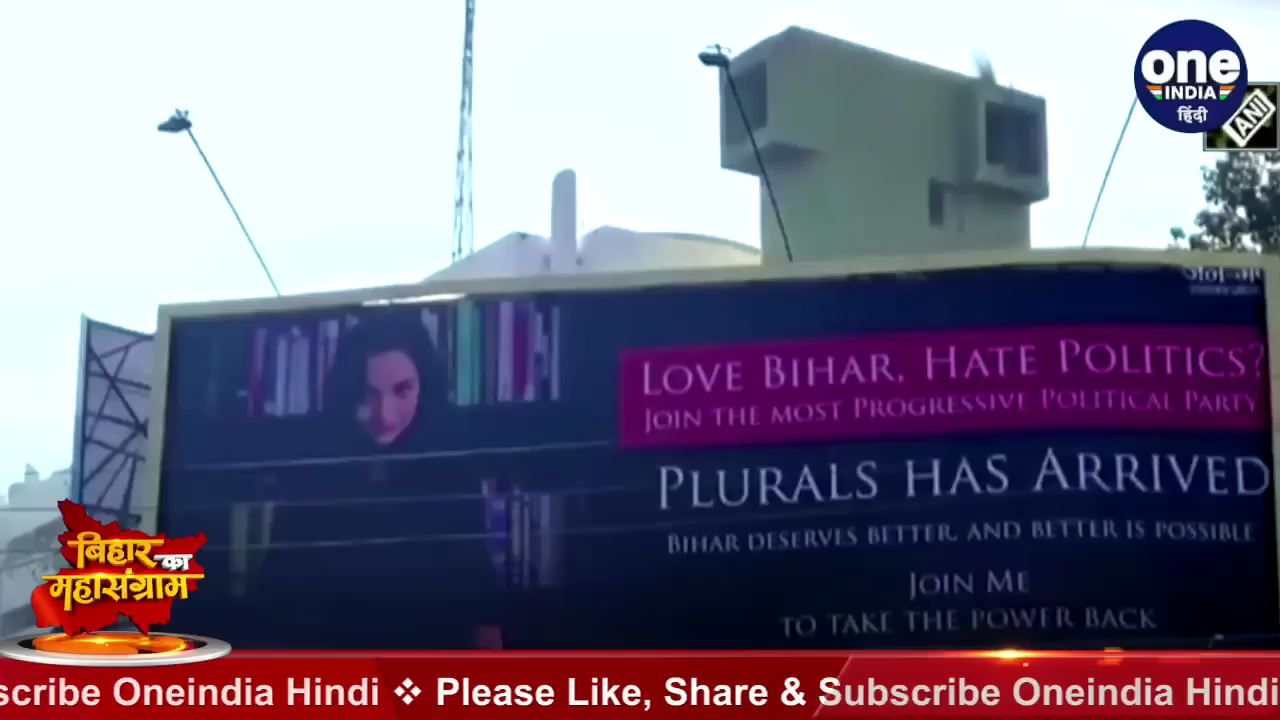 one
INDIA
हिंदी
ANI
LOVE BIHAR, HATE POLITICS?
JOIN THE MOST PROGRESSIVE POLITICAL PARTY
PLURALS HAS ARRIVED
BIHAR DESERVES BETTER, AND BETTER IS POSSIBLE
JOIN ME
TO TAKE THE POWER BACK
बिहार का
महासंग्राम
scribe Oneindia Hindi ❖ Please Like, Share & Subscribe Oneindia Hindi